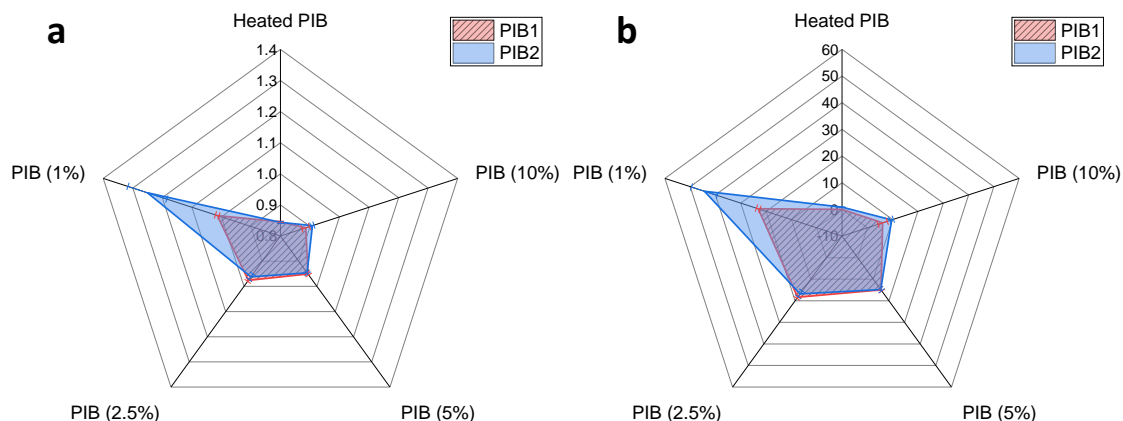 a
Heated PIB
PIB1
PIB2
1.4
1.3
1.2
1.1
1.0
0.9
0.8
PIB (1%)
PIB (10%)
PIB (2.5%)
PIB (5%)
b
Heated PIB
PIB1
PIB2
60
50
40
30
20
10
0
-10
PIB (1%)
PIB (10%)
PIB (2.5%)
PIB (5%)